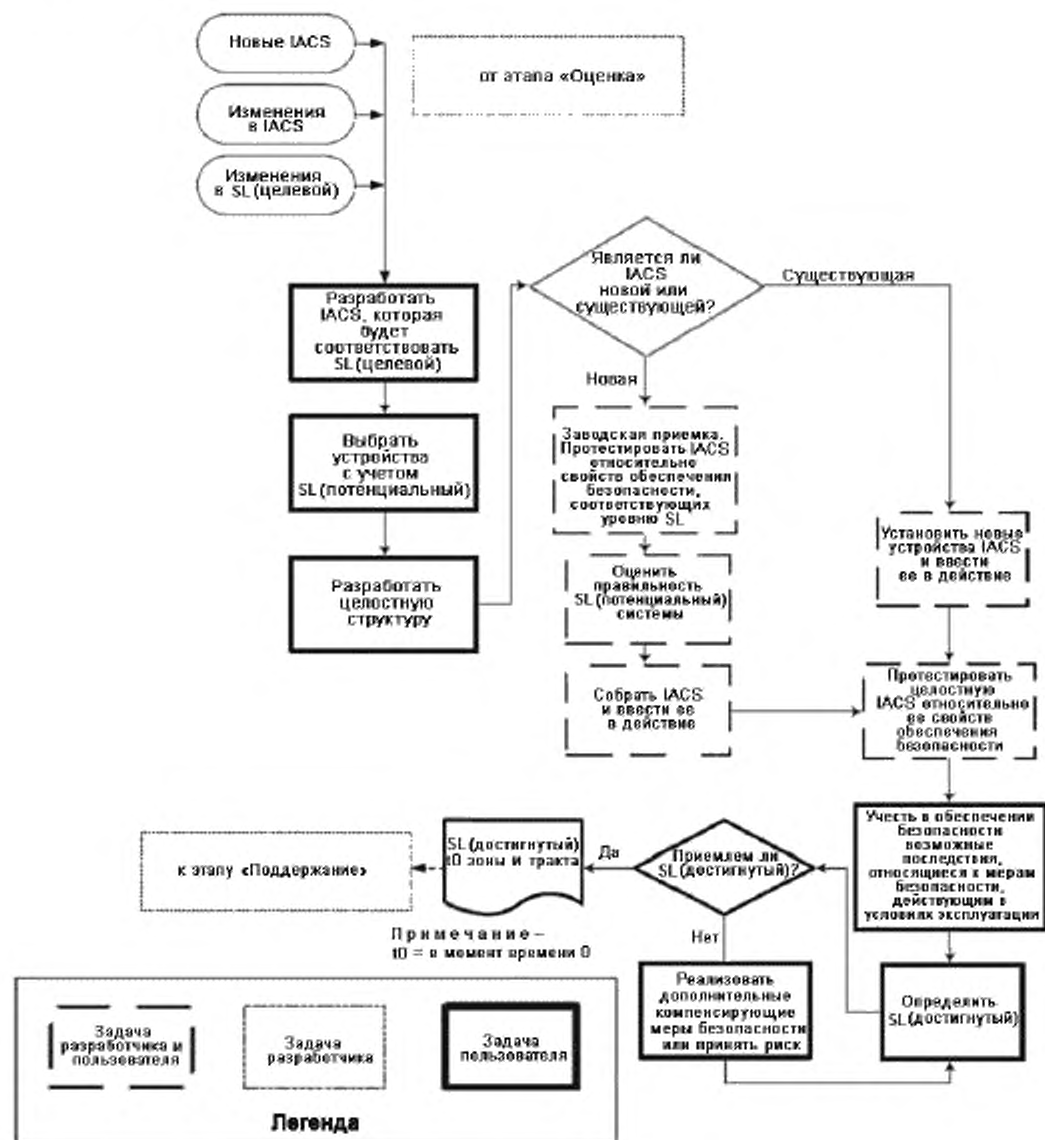 Новые IACS
от этапа «Оценка»
Изменения
в IACS
Изменения
в SL (целевой)
Разработать
IACS, которая
будет
соответствовать
SL (целевой)
Выбрать
устройства
с учетом
SL (потенциальный)
Разработать
целостную
структуру
Является ли
IACS
новой или
существующей?
Существующая
Новая
Заводская приемка.
Протестировать IACS
относительно
свойств обеспечения
безопасности,
соответствующих
уровню SL
Оценить
правильность
SL (потенциальный)
системы
Собрать IACS
и ввести ее
в действие
Установить новые
устройства IACS
и ввести
ее в действие
Протестировать
целостную
IACS относительно
ее свойств
обеспечения
безопасности
Учесть в обеспечении
безопасности
возможные
последствия,
относящиеся к мерам
безопасности,
действующим в
условиях эксплуатации
Определить
SL (достигнутый)
Приемлем ли
SL (достигнутый)?
Да
Нет
SL (достигнутый)
t0 зоны и тракта
к этапу «Поддержание»
Примечание –
t0 = в момент времени 0
Реализовать
дополнительные
компенсирующие
меры безопасности
или принять риск
Задача
разработчика и
пользователя
Задача
разработчика
Задача
пользователя
Легенда